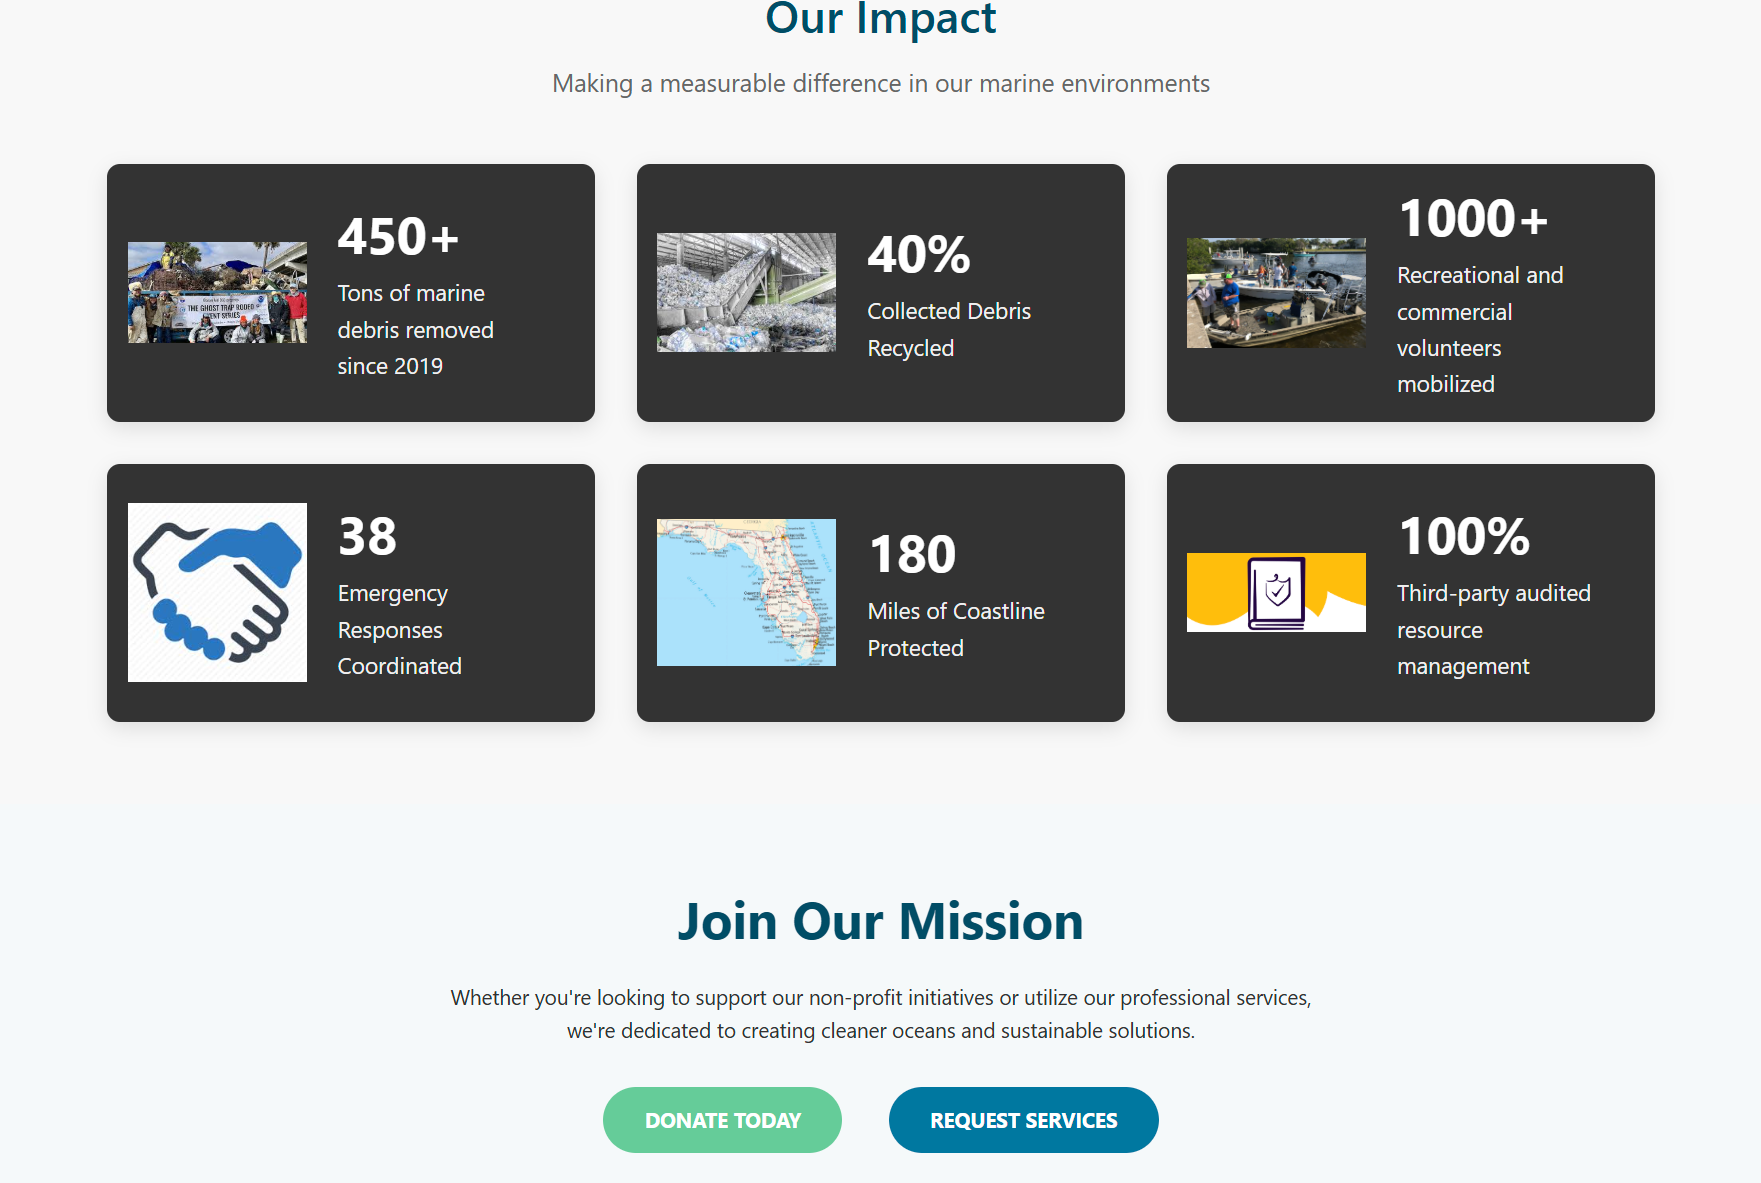 Our Impact
Making a measurable difference in our marine environments
450+
Tons of marine
debris removed
since 2019
THE GHOST TRAP RODEO
EVENT SERIES
40%
Collected Debris
Recycled
1000+
Recreational and
commercial
volunteers
mobilized
38
Emergency
Responses
Coordinated
180
Miles of Coastline
Protected
100%
Third-party audited
resource
management
Join Our Mission
Whether you're looking to support our non-profit initiatives or utilize our professional services,
we're dedicated to creating cleaner oceans and sustainable solutions.
DONATE TODAY
REQUEST SERVICES